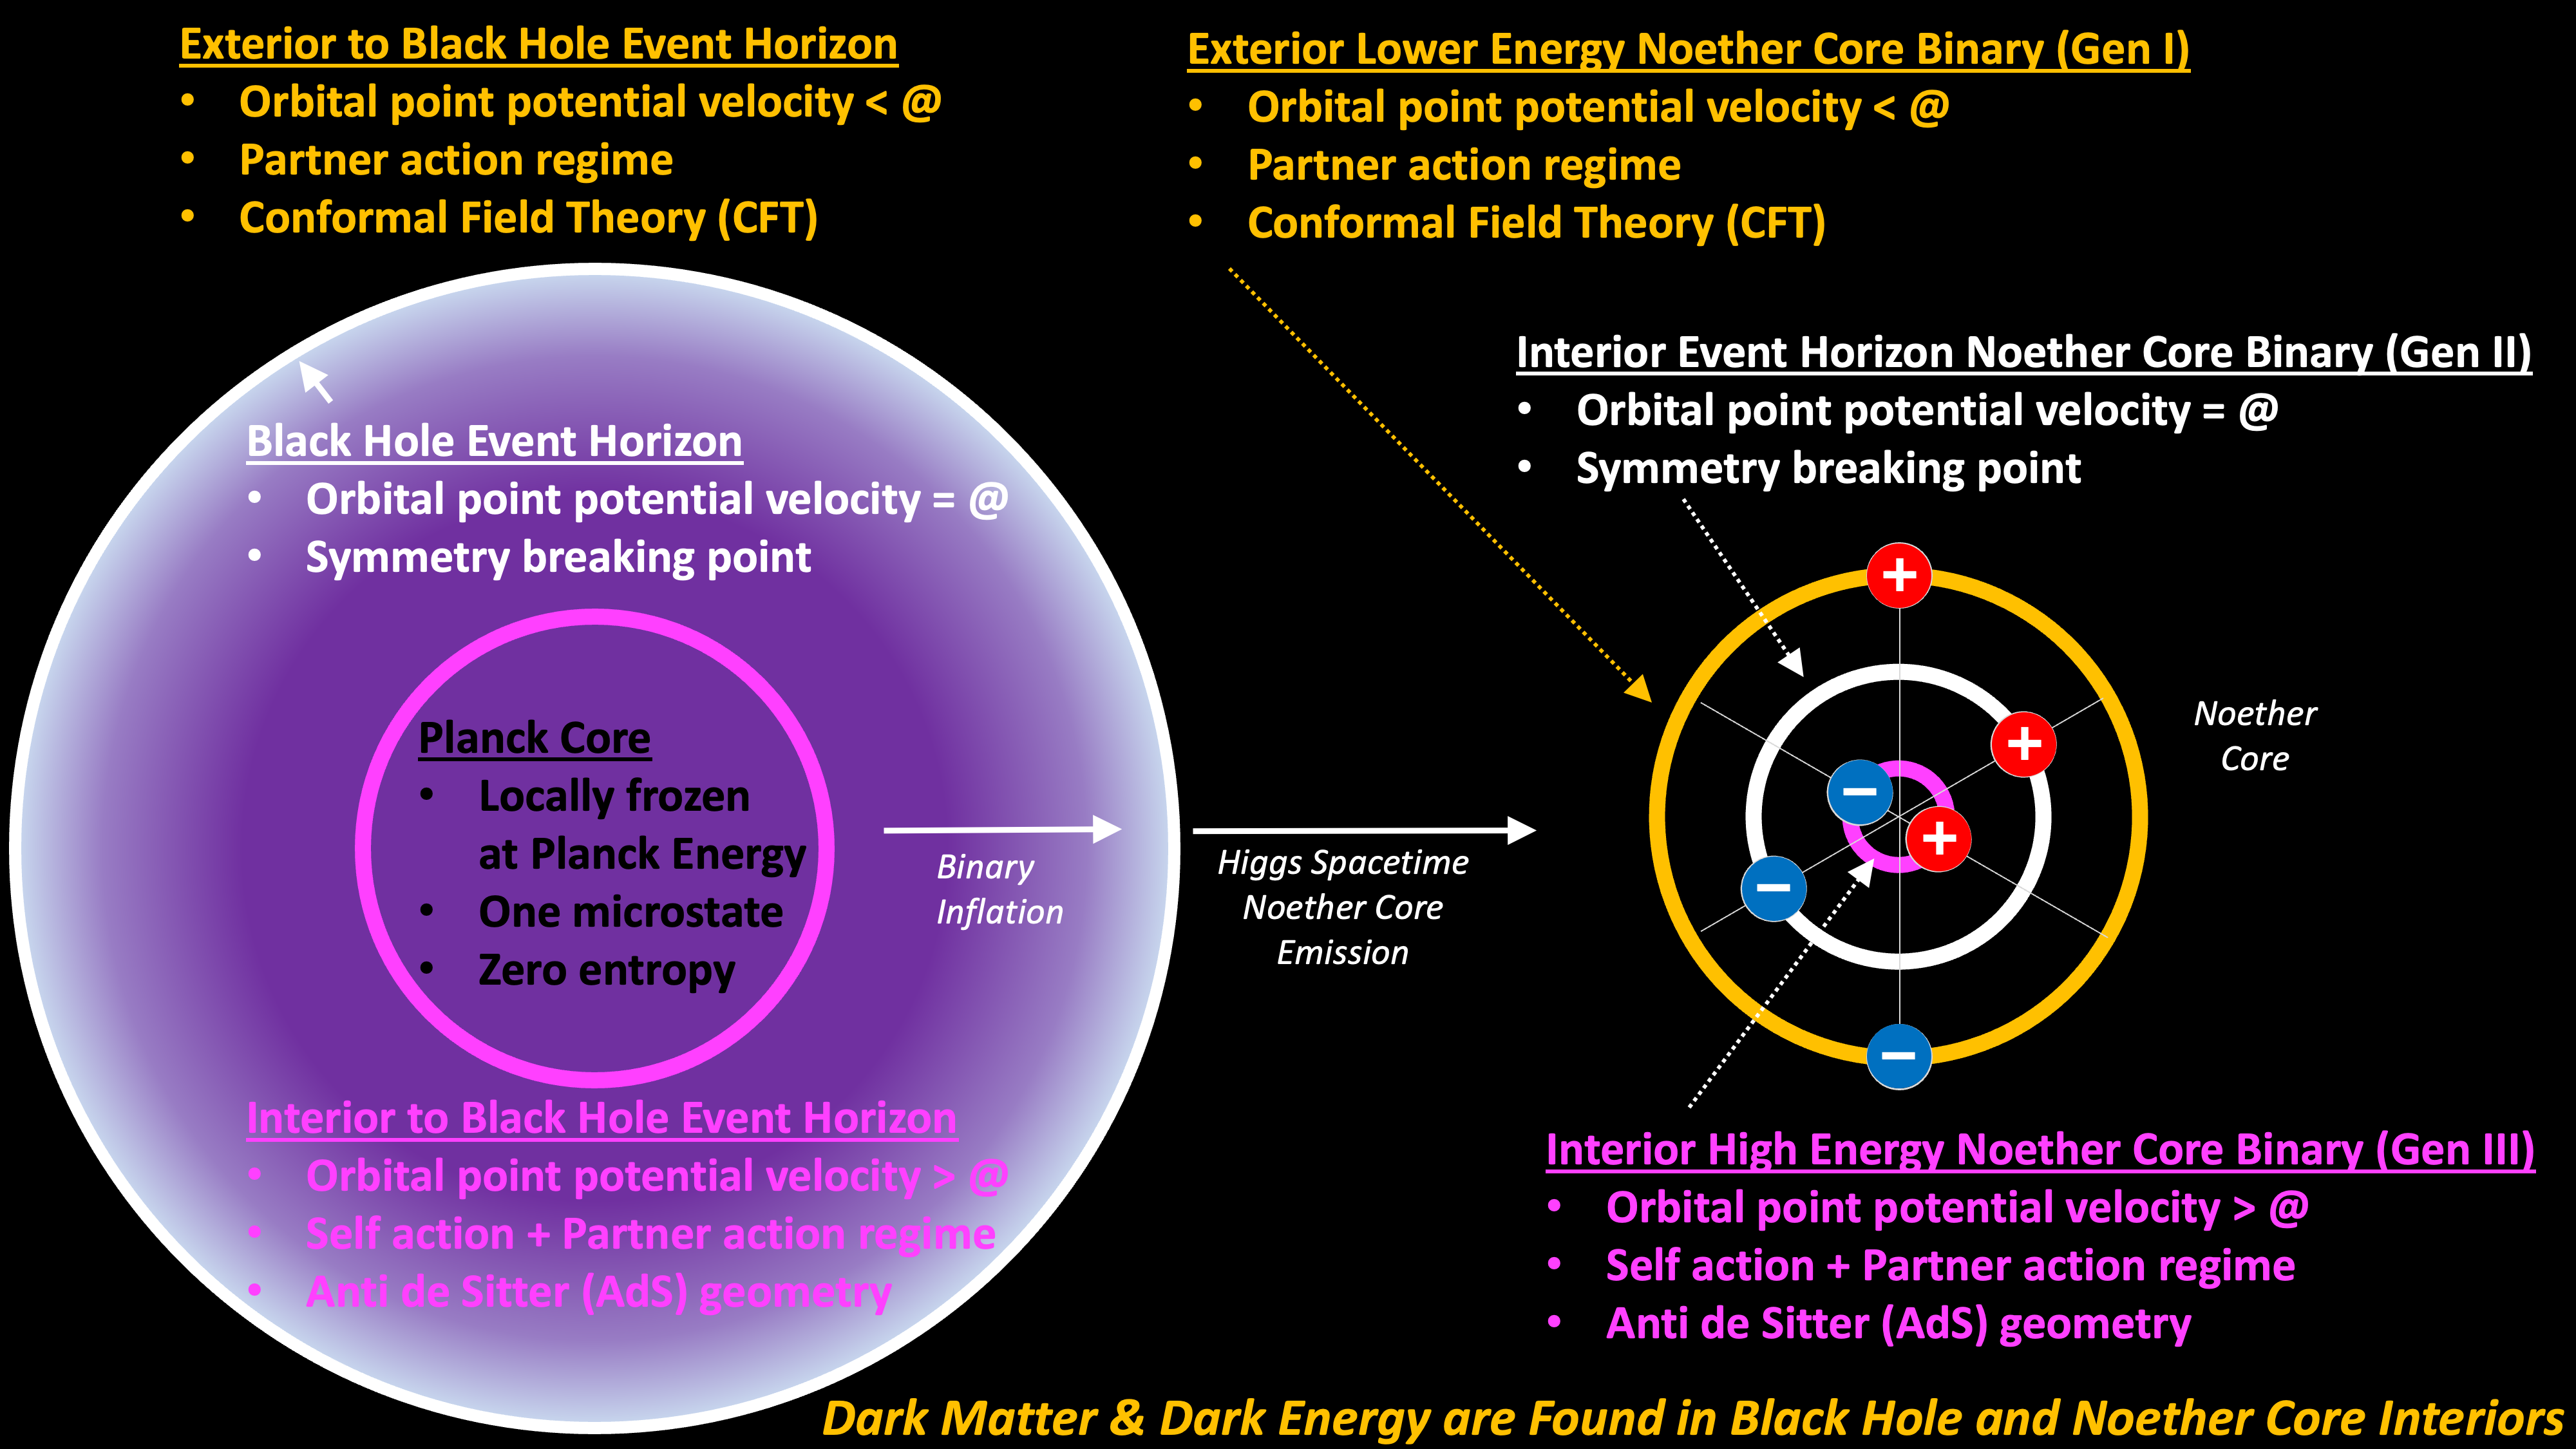 Exterior to Black Hole Event Horizon
• Orbital point potential velocity < @
• Partner action regime
• Conformal Field Theory (CFT)
Exterior Lower Energy Noether Core Binary (Gen I)
• Orbital point potential velocity < @
• Partner action regime
• Conformal Field Theory (CFT)
Interior Event Horizon Noether Core Binary (Gen II)
• Orbital point potential velocity = @
• Symmetry breaking point
Black Hole Event Horizon
• Orbital point potential velocity = @
• Symmetry breaking point
Planck Core
• Locally frozen
at Planck Energy
• One microstate
• Zero entropy
Binary
Inflation
Higgs Spacetime
Noether Core
Emission
+
+
−
+
−
−
Noether
Core
Interior to Black Hole Event Horizon
• Orbital point potential velocity > @
• Self action + Partner action regime
• Anti de Sitter (AdS) geometry
Interior High Energy Noether Core Binary (Gen III)
• Orbital point potential velocity > @
• Self action + Partner action regime
• Anti de Sitter (AdS) geometry
Dark Matter & Dark Energy are Found in Black Hole and Noether Core Interiors